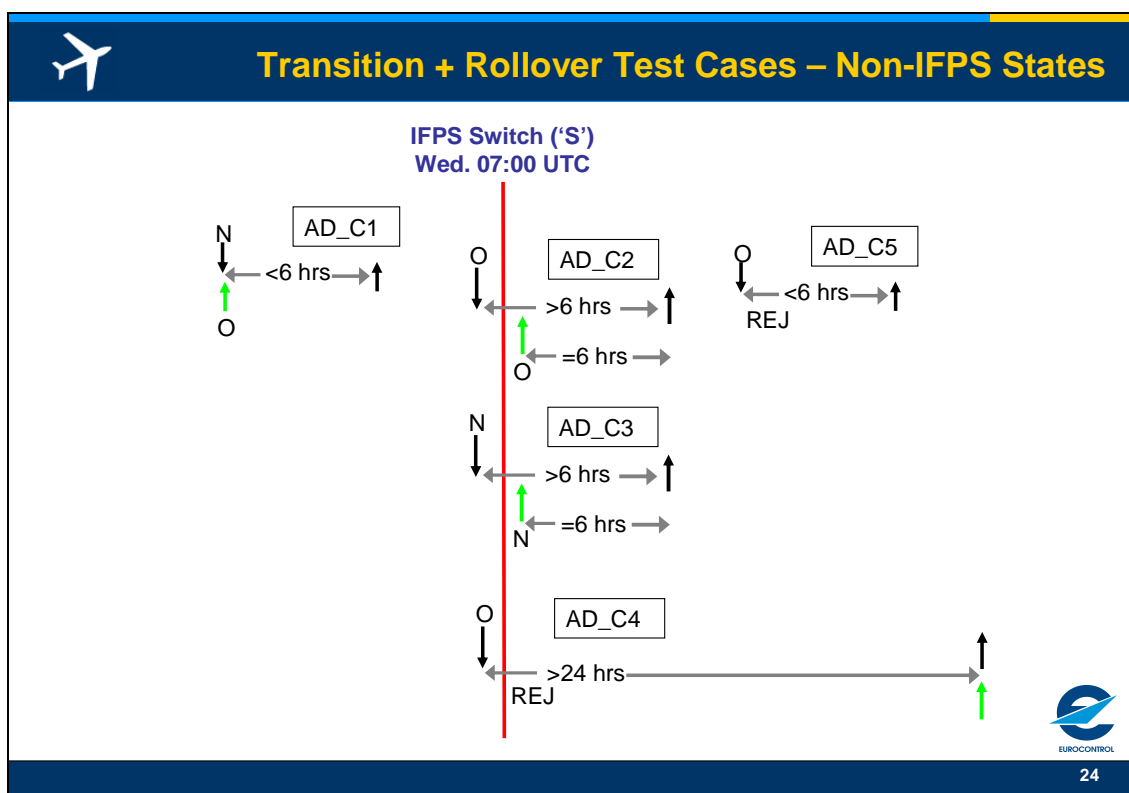 Transition + Rollover Test Cases – Non-IFPS States
IFPS Switch (‘S’)
Wed. 07:00 UTC
N
AD_C1
<6 hrs
O
O
AD_C2
>6 hrs
=6 hrs
O
O
AD_C5
<6 hrs
REJ
N
AD_C3
>6 hrs
=6 hrs
N
O
AD_C4
>24 hrs
REJ
EUROCONTROL
24